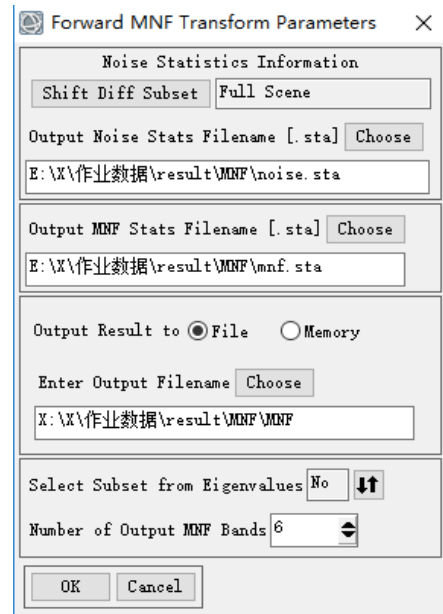 Forward MNF Transform Parameters
Noise Statistics Information
Shift Diff Subset Full Scene
Output Noise Stats Filename [.sta] Choose
E:\X\作业数据\result\MNF\noise.sta
Output MNF Stats Filename [.sta] Choose
E:\X\作业数据\result\MNF\mnf.sta
Output Result to File Memory
Enter Output Filename Choose
X:\X\作业数据\result\MNF\MNF
Select Subset from Eigenvalues No
Number of Output MNF Bands 6
OK Cancel